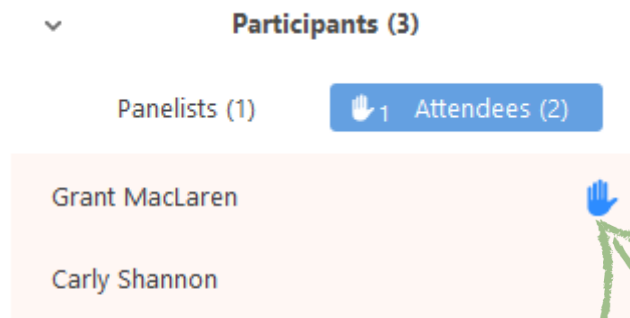 Participants (3)
Panelists (1)
1 Attendees (2)
Grant MacLaren
Carly Shannon